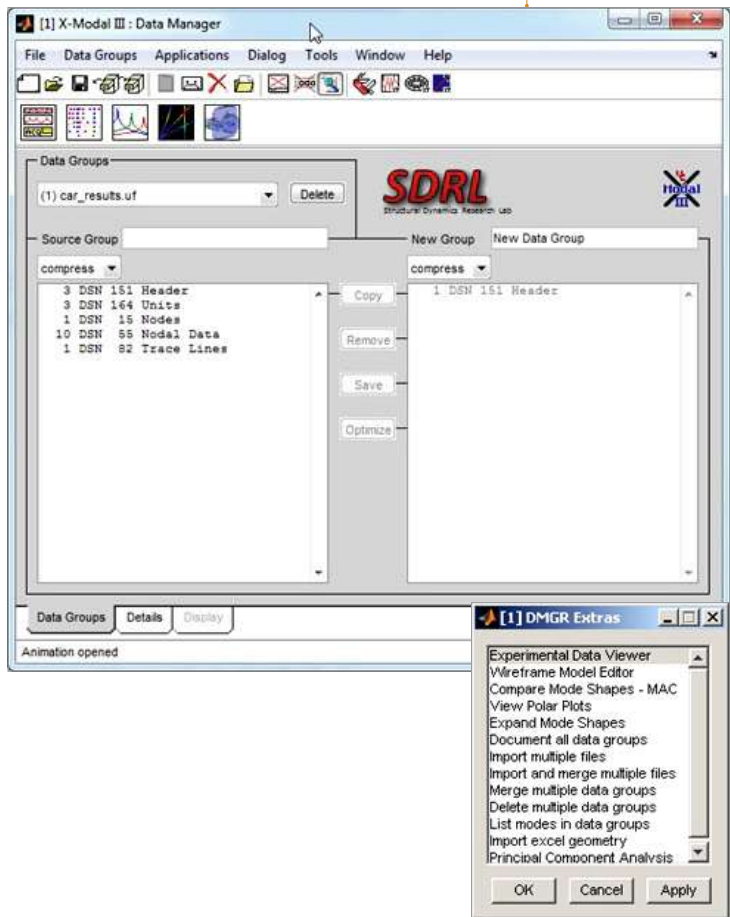 [1] X-Modal III : Data Manager
File Data Groups Applications Dialog Tools Window Help
Data Groups
(1) car_results.uf
Delete
SDRL
Structural Dynamics Research Lab
X
Modal
III
Source Group
New Group New Data Group
compress
compress
3 DSN 151 Header
3 DSN 164 Units
1 DSN 15 Nodes
10 DSN 55 Nodal Data
1 DSN 82 Trace Lines
1 DSN 151 Header
Copy
Remove
Save
Optimize
Data Groups Details Display
Animation opened
[1] DMGR Extras
Experimental Data Viewer
Wireframe Model Editor
Compare Mode Shapes - MAC
View Polar Plots
Expand Mode Shapes
Document all data groups
Import multiple files
Import and merge multiple files
Merge multiple data groups
Delete multiple data groups
List modes in data groups
Import excel geometry
Principal Component Analysis
OK Cancel Apply